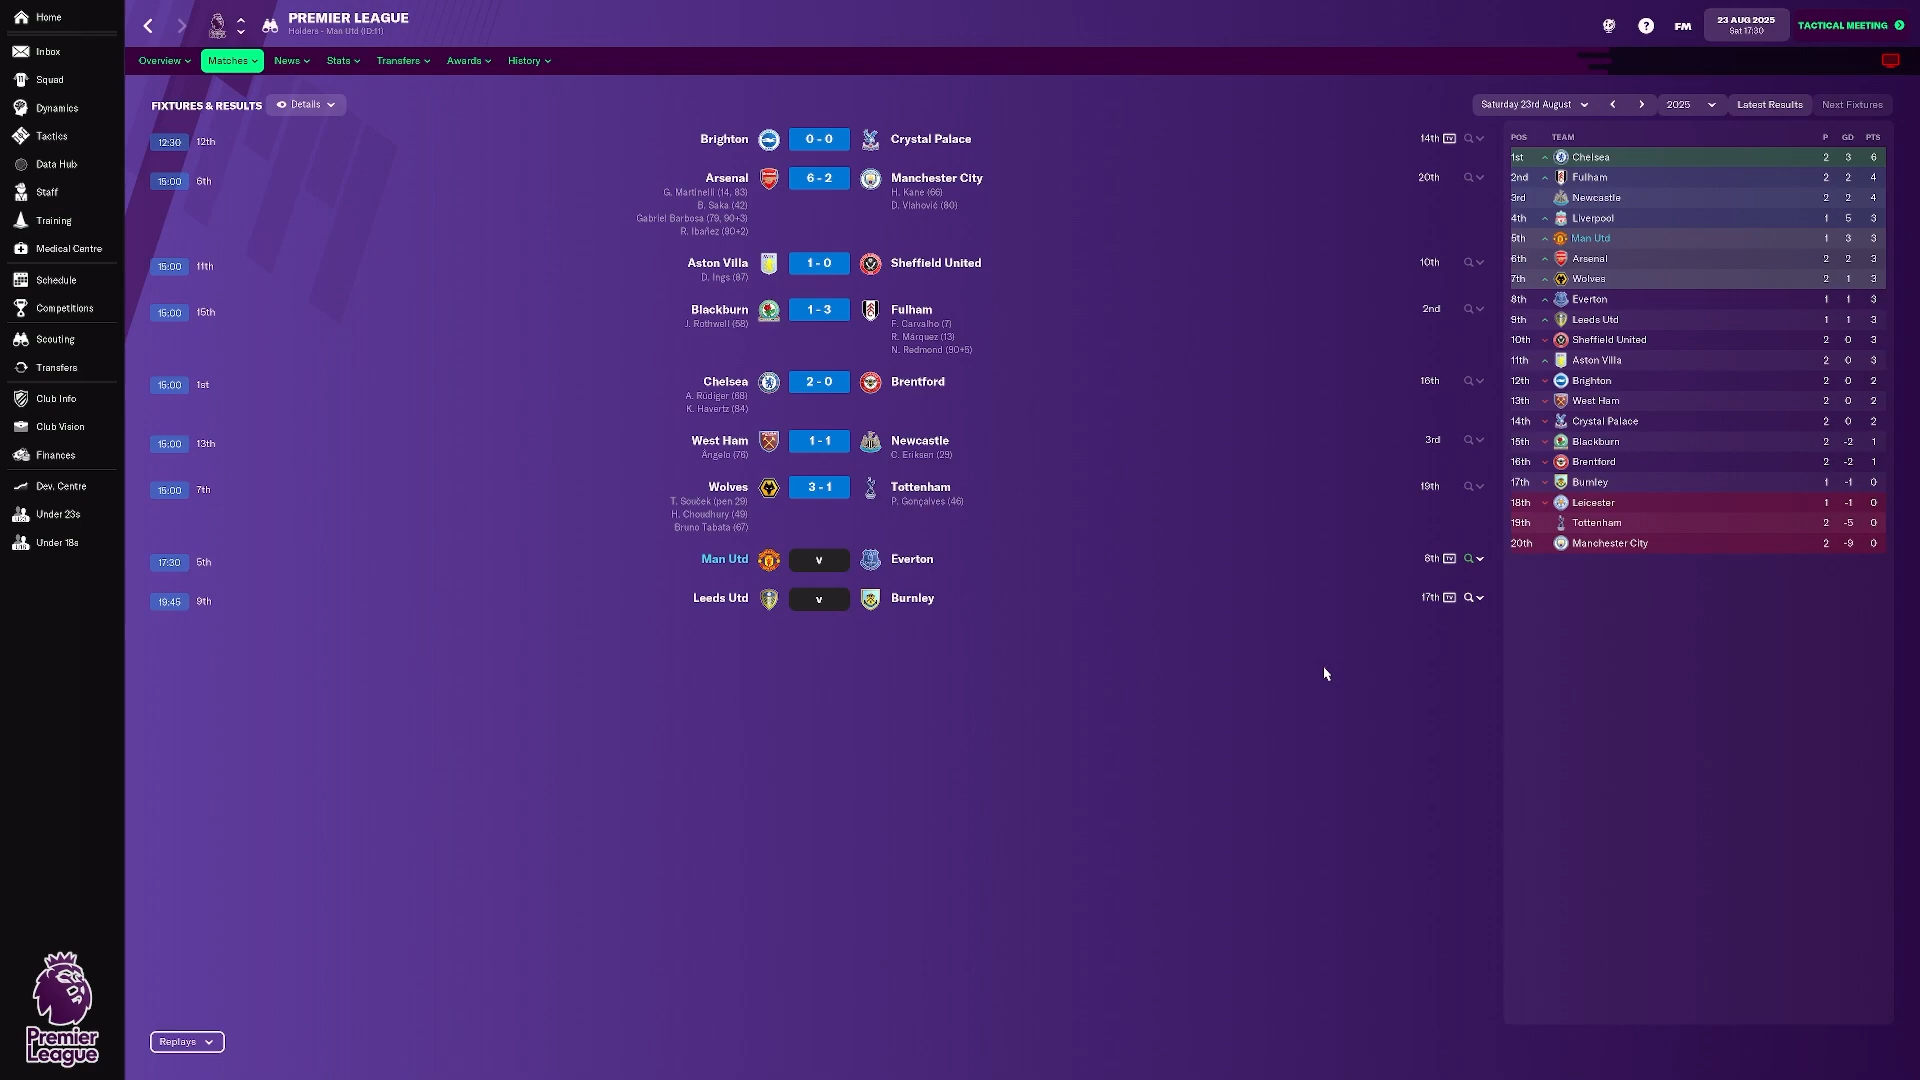 Home
Inbox
Squad
Dynamics
Tactics
Data Hub
Staff
Training
Medical Centre
Schedule
Competitions
Scouting
Transfers
Club Info
Club Vision
Finances
Dev. Centre
Under 23s
Under 18s
Premier
League
PREMIER LEAGUE
Holders - Man Utd (ID:11)
FM
23 AUG 2025
Sat 17:30
TACTICAL MEETING
Overview Matches News Stats Transfers Awards History
FIXTURES & RESULTS Details
Saturday 23rd August 2025 Latest Results Next Fixtures
12:30 12th Brighton 0 - 0 Crystal Palace 14th TV
15:00 6th Arsenal 6 - 2 Manchester City 20th
G. Martinelli (14, 83) H. Kane (66)
B. Saka (42) D. Vlahović (80)
Gabriel Barbosa (79, 90+3)
R. Ibañez (90+2)
15:00 11th Aston Villa 1 - 0 Sheffield United 10th
D. Ings (87)
15:00 15th Blackburn 1 - 3 Fulham 2nd
J. Rothwell (58) F. Carvalho (7)
R. Márquez (13)
N. Redmond (90+5)
15:00 1st Chelsea 2 - 0 Brentford 16th
A. Rüdiger (68)
K. Havertz (84)
15:00 13th West Ham 1 - 1 Newcastle 3rd
Ângelo (76) C. Eriksen (29)
15:00 7th Wolves 3 - 1 Tottenham 19th
T. Souček (pen 29) P. Gonçalves (46)
H. Choudhury (49)
Bruno Tabata (67)
17:30 5th Man Utd v Everton 8th TV
19:45 9th Leeds Utd v Burnley 17th TV
POS TEAM P GD PTS
1st Chelsea 2 3 6
2nd Fulham 2 2 4
3rd Newcastle 2 2 4
4th Liverpool 1 5 3
5th Man Utd 1 3 3
6th Arsenal 2 2 3
7th Wolves 2 1 3
8th Everton 1 1 3
9th Leeds Utd 1 1 3
10th Sheffield United 2 0 3
11th Aston Villa 2 0 3
12th Brighton 2 0 2
13th West Ham 2 0 2
14th Crystal Palace 2 0 2
15th Blackburn 2 -2 1
16th Brentford 2 -2 1
17th Burnley 1 -1 0
18th Leicester 1 -1 0
19th Tottenham 2 -5 0
20th Manchester City 2 -9 0
Replays